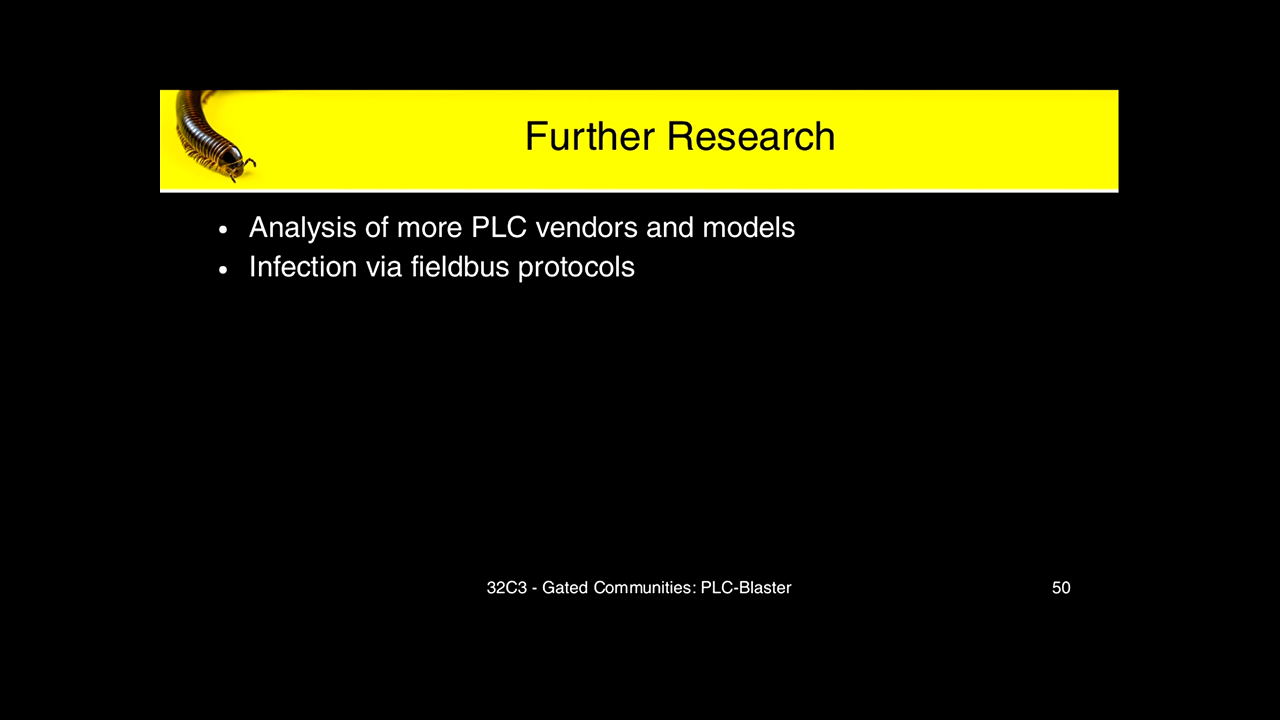 Further Research
• Analysis of more PLC vendors and models
• Infection via fieldbus protocols
32C3 - Gated Communities: PLC-Blaster
50